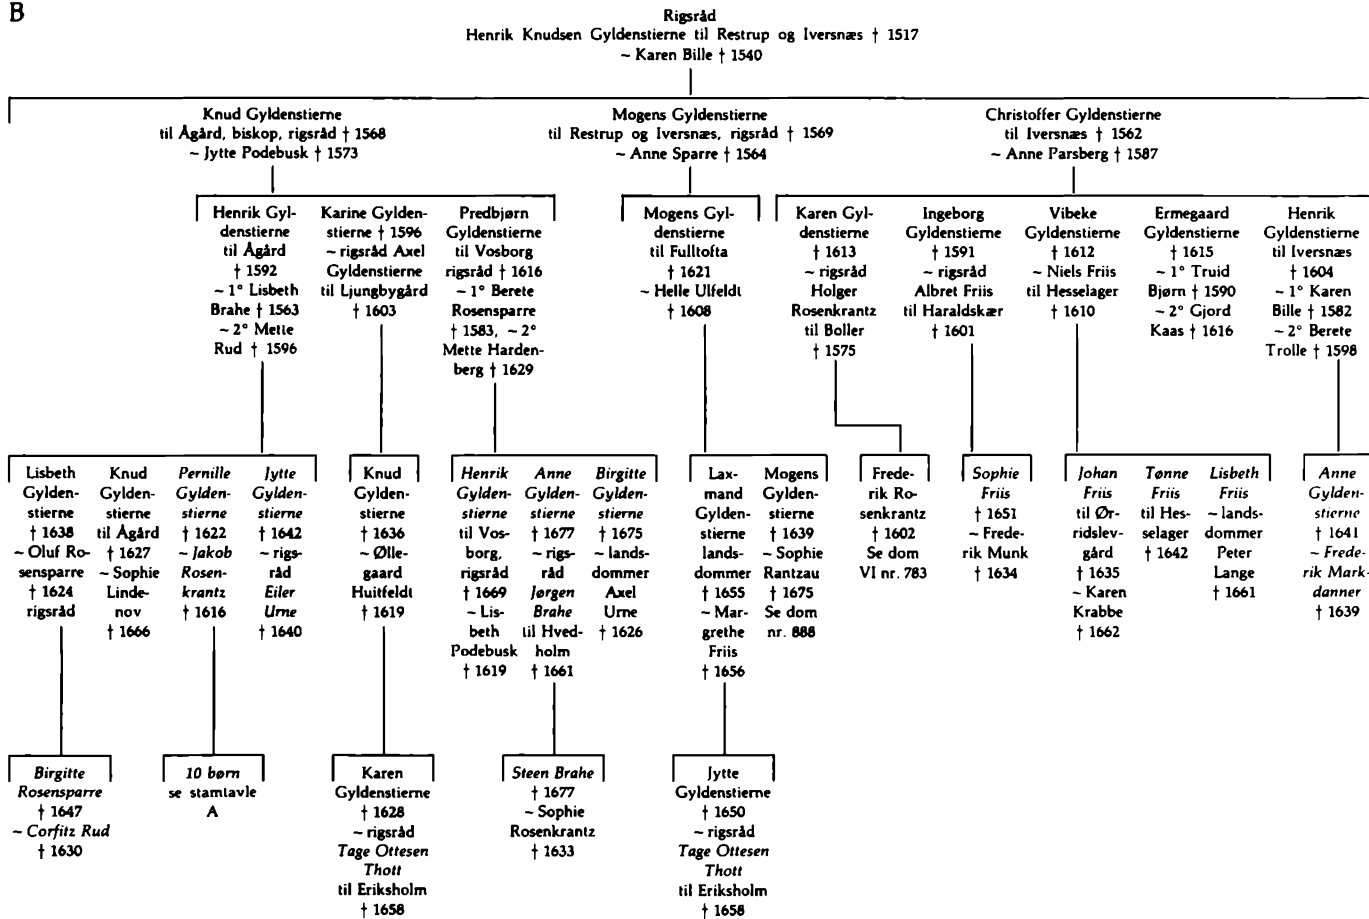 B
Rigsråd
Henrik Knudsen Gyldenstierne til Restrup og Iversnæs † 1517
~ Karen Bille † 1540
Knud Gyldenstierne
til Ågård, biskop, rigsråd † 1568
~ Jytte Podebusk † 1573
Mogens Gyldenstierne
til Restrup og Iversnæs, rigsråd † 1569
~ Anne Sparre † 1564
Christoffer Gyldenstierne
til Iversnæs † 1562
~ Anne Parsberg † 1587
Henrik Gyl-
denstierne
til Ågård
† 1592
~ 1° Lisbeth
Brahe † 1563
~ 2° Mette
Rud † 1596
Karine Gylden-
stierne † 1596
~ rigsråd Axel
Gyldenstierne
til Ljungbygård
† 1603
Predbjørn
Gyldenstierne
til Vosborg
rigsråd † 1616
~ 1° Berete
Rosensparre
† 1583, ~ 2°
Mette Harden-
berg † 1629
Mogens Gyl-
denstierne
til Fulltofta
† 1621
~ Helle Ulfeldt
† 1608
Karen Gyl-
denstierne
† 1613
~ rigsråd
Holger
Rosenkrantz
til Boller
† 1575
Ingeborg
Gyldenstierne
† 1591
~ rigsråd
Albret Friis
til Haraldskær
† 1601
Vibeke
Gyldenstierne
† 1612
~ Niels Friis
til Hesselager
† 1610
Ermegaard
Gyldenstierne
† 1615
~ 1° Truid
Bjørn † 1590
~ 2° Gjord
Kaas † 1616
Henrik
Gyldenstierne
til Iversnæs
† 1604
~ 1° Karen
Bille † 1582
~ 2° Berete
Trolle † 1598
Lisbeth
Gylden-
stierne
† 1638
~ Oluf Ro-
sensparre
† 1624
rigsråd
Knud
Gylden-
stierne
til Ågård
† 1627
~ Sophie
Linde-
nov
† 1666
Pernille
Gylden-
stierne
† 1622
~ Jakob
Rosen-
krantz
† 1616
Jytte
Gylden-
stierne
† 1642
~ rigs-
råd
Eiler
Urne
† 1640
Knud
Gylden-
stierne
† 1636
~ Ølle-
gaard
Huitfeldt
† 1619
Henrik
Gylden-
stierne
til Vos-
borg,
rigsråd
† 1669
~ Lis-
beth
Podebusk
† 1619
Anne
Gylden-
stierne
† 1677
~ rigs-
råd
Jørgen
Brahe
til Hved-
holm
† 1661
Birgitte
Gylden-
stierne
† 1675
~ lands-
dommer
Axel
Urne
† 1626
Lax-
mand
Gylden-
stierne
lands-
dommer
† 1655
~ Mar-
grethe
Friis
† 1656
Mogens
Gylden-
stierne
† 1639
~ Sophie
Rantzau
† 1675
Se dom
nr. 888
Frede-
rik Ro-
senkrantz
† 1602
Se dom
VI nr. 783
Sophie
Friis
† 1651
~ Frede-
rik Munk
† 1634
Johan
Friis
til Ør-
ridslev-
gård
† 1635
~ Karen
Krabbe
† 1662
Tønne
Friis
til Hes-
selager
† 1642
Lisbeth
Friis
~ lands-
dommer
Peter
Lange
† 1661
Anne
Gylden-
stierne
† 1641
~ Frede-
rik Mark-
danner
† 1639
Birgitte
Rosensparre
† 1647
~ Corfitz Rud
† 1630
10 børn
se stamtavle
A
Karen
Gyldenstierne
† 1628
~ rigsråd
Tage Ottesen
Thott
til Eriksholm
† 1658
Steen Brahe
† 1677
~ Sophie
Rosenkrantz
† 1633
Jytte
Gyldenstierne
† 1650
~ rigsråd
Tage Ottesen
Thott
til Eriksholm
† 1658